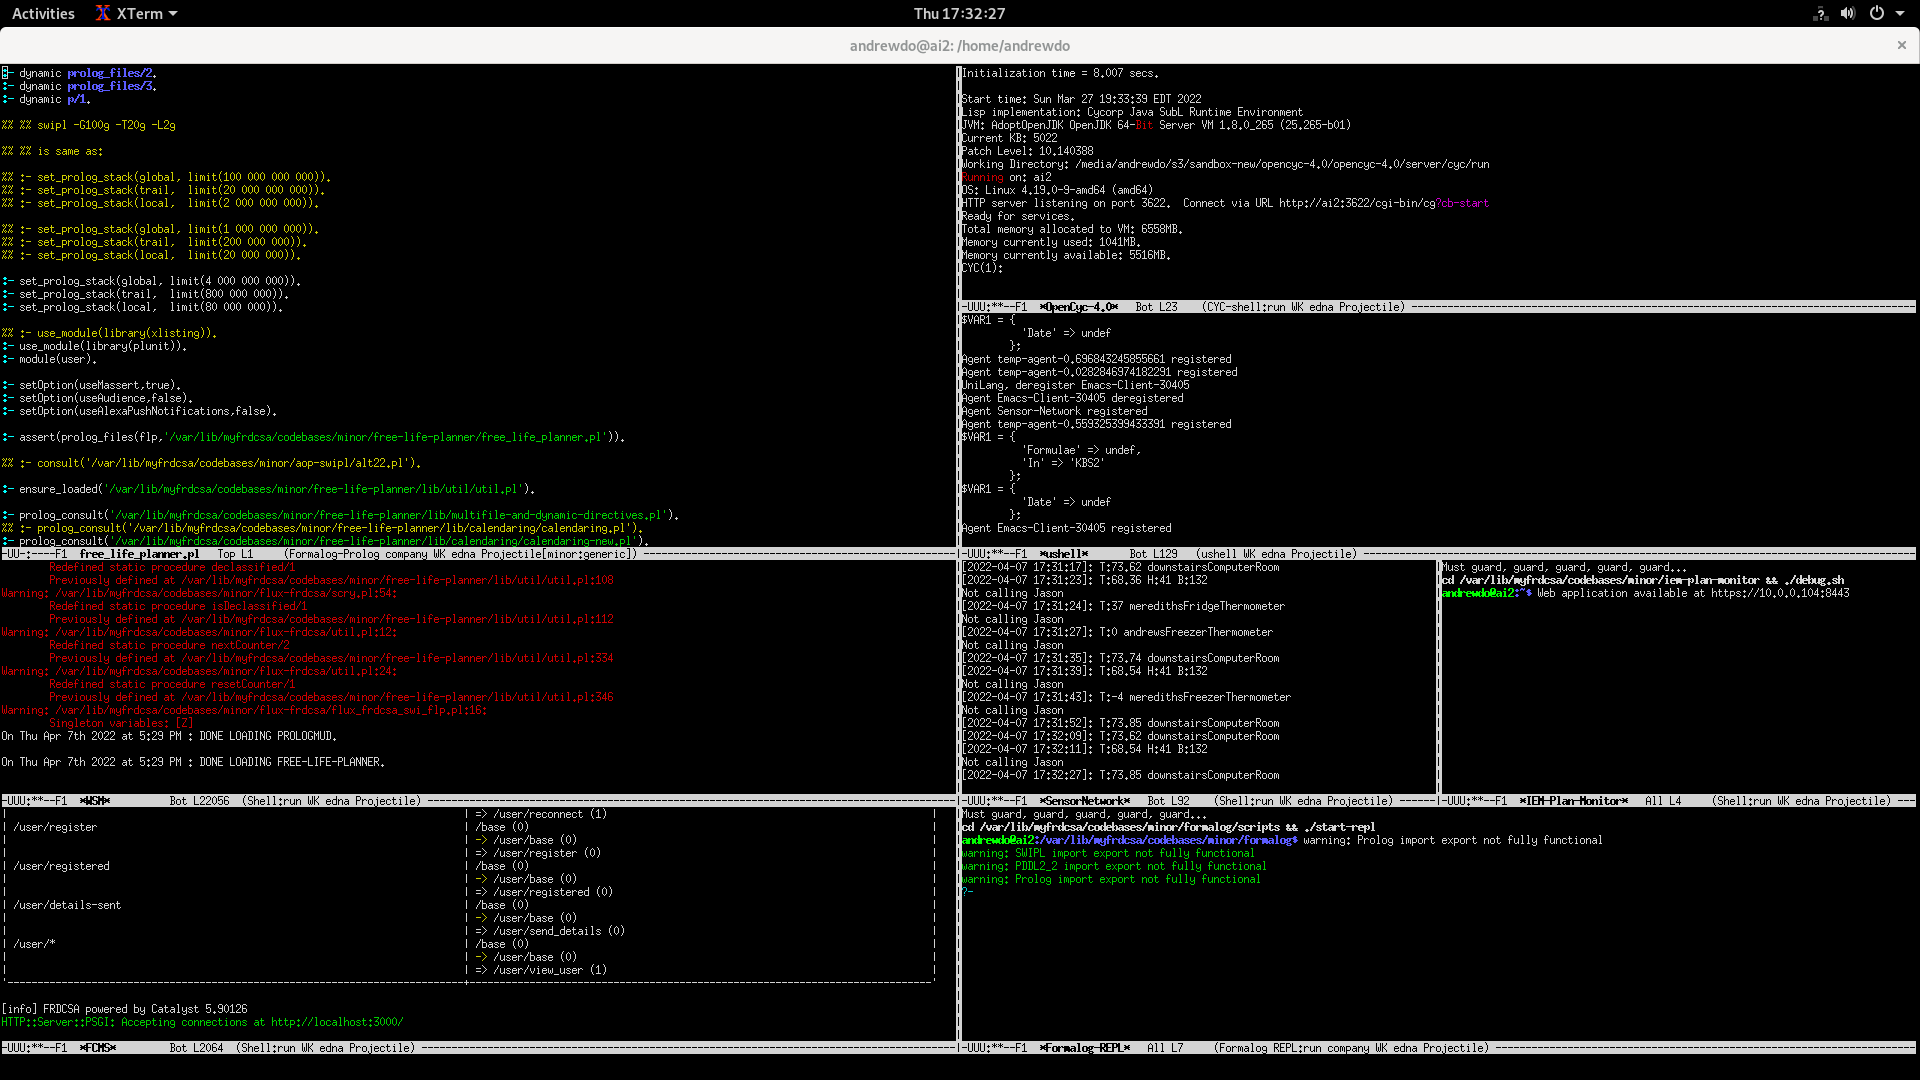 Activities XTerm Thu 17:32:27
andrewdo@ai2: /home/andrewdo
:- dynamic prolog_files/2.
:- dynamic prolog_files/3.
:- dynamic p/1.
%% %% swipl -G100g -T20g -L2g
%% %% is same as:
%% :- set_prolog_stack(global, limit(100 000 000 000)).
%% :- set_prolog_stack(trail,  limit(20 000 000 000)).
%% :- set_prolog_stack(local,  limit(2 000 000 000)).
%% :- set_prolog_stack(global, limit(1 000 000 000)).
%% :- set_prolog_stack(trail,  limit(200 000 000)).
%% :- set_prolog_stack(local,  limit(20 000 000)).
:- set_prolog_stack(global, limit(4 000 000 000)).
:- set_prolog_stack(trail,  limit(800 000 000)).
:- set_prolog_stack(local,  limit(80 000 000)).
%% :- use_module(library(xlisting)).
:- use_module(library(plunit)).
:- module(user).
:- setOption(useMassert,true).
:- setOption(useAudience,false).
:- setOption(useAlexaPushNotifications,false).
:- assert(prolog_files(flp,'/var/lib/myfrdcsa/codebases/minor/free-life-planner/free_life_planner.pl')).
%% :- consult('/var/lib/myfrdcsa/codebases/minor/aop-swipl/alt22.pl').
:- ensure_loaded('/var/lib/myfrdcsa/codebases/minor/free-life-planner/lib/util/util.pl').
:- prolog_consult('/var/lib/myfrdcsa/codebases/minor/free-life-planner/lib/multifile-and-dynamic-directives.pl').
%% :- prolog_consult('/var/lib/myfrdcsa/codebases/minor/free-life-planner/lib/calendaring/calendaring.pl').
:- prolog_consult('/var/lib/myfrdcsa/codebases/minor/free-life-planner/lib/calendaring/calendaring-new.pl').
-UU-:----F1  free_life_planner.pl   Top L1     (Formalog-Prolog company WK edna Projectile[minor:generic])
Redefined static procedure declassified/1
Previously defined at /var/lib/myfrdcsa/codebases/minor/free-life-planner/lib/util/util.pl:108
Warning: /var/lib/myfrdcsa/codebases/minor/flux-frdcsa/scry.pl:54:
Redefined static procedure isDeclassified/1
Previously defined at /var/lib/myfrdcsa/codebases/minor/free-life-planner/lib/util/util.pl:112
Warning: /var/lib/myfrdcsa/codebases/minor/flux-frdcsa/util.pl:12:
Redefined static procedure nextCounter/2
Previously defined at /var/lib/myfrdcsa/codebases/minor/free-life-planner/lib/util/util.pl:334
Warning: /var/lib/myfrdcsa/codebases/minor/flux-frdcsa/util.pl:24:
Redefined static procedure resetCounter/1
Previously defined at /var/lib/myfrdcsa/codebases/minor/free-life-planner/lib/util/util.pl:346
Warning: /var/lib/myfrdcsa/codebases/minor/flux-frdcsa/flux_frdcsa_swi_flp.pl:16:
Singleton variables: [Z]
On Thu Apr 7th 2022 at 5:29 PM : DONE LOADING PROLOGMUD.
On Thu Apr 7th 2022 at 5:29 PM : DONE LOADING FREE-LIFE-PLANNER.
-UUU:**--F1  *WSM*          Bot L22056  (Shell:run WK edna Projectile)
|  | => /user/reconnect (1) |
| /user/register | /base (0) |
|  | -> /user/base (0) |
|  | => /user/register (0) |
| /user/registered | /base (0) |
|  | -> /user/base (0) |
|  | => /user/registered (0) |
| /user/details-sent | /base (0) |
|  | -> /user/base (0) |
|  | => /user/send_details (0) |
| /user/* | /base (0) |
|  | -> /user/base (0) |
|  | => /user/view_user (1) |
[info] FRDCSA powered by Catalyst 5.90126
HTTP::Server::PSGI: Accepting connections at http://localhost:3000/
-UUU:**--F1  *FCMS*         Bot L2064  (Shell:run WK edna Projectile)
Initialization time = 8.007 secs.
Start time: Sun Mar 27 19:33:39 EDT 2022
Lisp implementation: Cycorp Java SubL Runtime Environment
JVM: AdoptOpenJDK OpenJDK 64-Bit Server VM 1.8.0_265 (25.265-b01)
Current KB: 5022
Patch Level: 10.140388
Working Directory: /media/andrewdo/s3/sandbox-new/opencyc-4.0/opencyc-4.0/server/cyc/run
Running on: ai2
OS: Linux 4.19.0-9-amd64 (amd64)
HTTP server listening on port 3622.  Connect via URL http://ai2:3622/cgi-bin/cg?cb-start
Ready for services.
Total memory allocated to VM: 6558MB.
Memory currently used: 1041MB.
Memory currently available: 5516MB.
CYC(1):
-UUU:**--F1  *OpenCyc-4.0*   Bot L23    (CYC-shell:run WK edna Projectile)
$VAR1 = {
'Date' => undef
};
Agent temp-agent-0.696843245855661 registered
Agent temp-agent-0.0282846974182291 registered
UniLang, deregister Emacs-Client-30405
Agent Emacs-Client-30405 deregistered
Agent Sensor-Network registered
Agent temp-agent-0.559325399433391 registered
$VAR1 = {
'Formulae' => undef,
'In' => 'KBS2'
};
$VAR1 = {
'Date' => undef
};
Agent Emacs-Client-30405 registered
-UUU:**--F1  *ushell*       Bot L129   (ushell WK edna Projectile)
[2022-04-07 17:31:17]: T:73.62 downstairsComputerRoom
[2022-04-07 17:31:23]: T:68.36 H:41 B:132
Not calling Jason
[2022-04-07 17:31:24]: T:37 meredithsFridgeThermometer
Not calling Jason
[2022-04-07 17:31:27]: T:0 andrewsFreezerThermometer
Not calling Jason
[2022-04-07 17:31:35]: T:73.74 downstairsComputerRoom
[2022-04-07 17:31:39]: T:68.54 H:41 B:132
Not calling Jason
[2022-04-07 17:31:43]: T:-4 meredithsFreezerThermometer
Not calling Jason
[2022-04-07 17:31:52]: T:73.85 downstairsComputerRoom
[2022-04-07 17:32:09]: T:73.62 downstairsComputerRoom
[2022-04-07 17:32:11]: T:68.54 H:41 B:132
Not calling Jason
[2022-04-07 17:32:27]: T:73.85 downstairsComputerRoom
-UUU:**--F1  *SensorNetwork*   Bot L92    (Shell:run WK edna Projectile)
Must guard, guard, guard, guard, guard...
cd /var/lib/myfrdcsa/codebases/minor/iem-plan-monitor && ./debug.sh
andrewdo@ai2:~$ Web application available at https://10.0.0.104:8443
-UUU:**--F1  *IEM-Plan-Monitor*   All L4     (Shell:run WK edna Projectile)
Must guard, guard, guard, guard, guard...
cd /var/lib/myfrdcsa/codebases/minor/formalog/scripts && ./start-repl
andrewdo@ai2:/var/lib/myfrdcsa/codebases/minor/formalog$ warning: Prolog import export not fully functional
warning: SWIPL import export not fully functional
warning: PDDL2_2 import export not fully functional
warning: Prolog import export not fully functional
?-
-UUU:**--F1  *Formalog-REPL*   All L7     (Formalog REPL:run company WK edna Projectile)